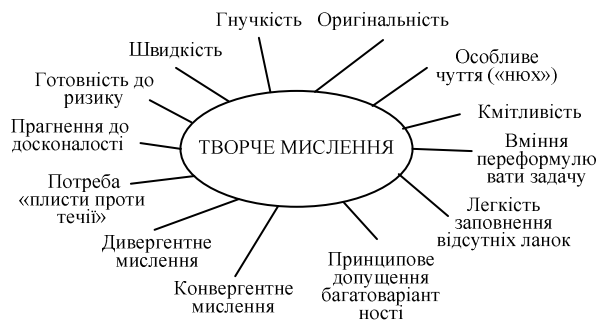 Гнучкість
Оригінальність
Швидкість
Особливе
чуття («нюх»)
Готовність до
ризику
Кмітливість
Прагнення до
досконалості
ТВОРЧЕ МИСЛЕННЯ
Вміння
переформулю
вати задачу
Потреба
«плисти проти
течії»
Легкість
заповнення
відсутніх ланок
Дивергентне
мислення
Принципове
допущення
багатоваріант
ності
Конвергентне
мислення